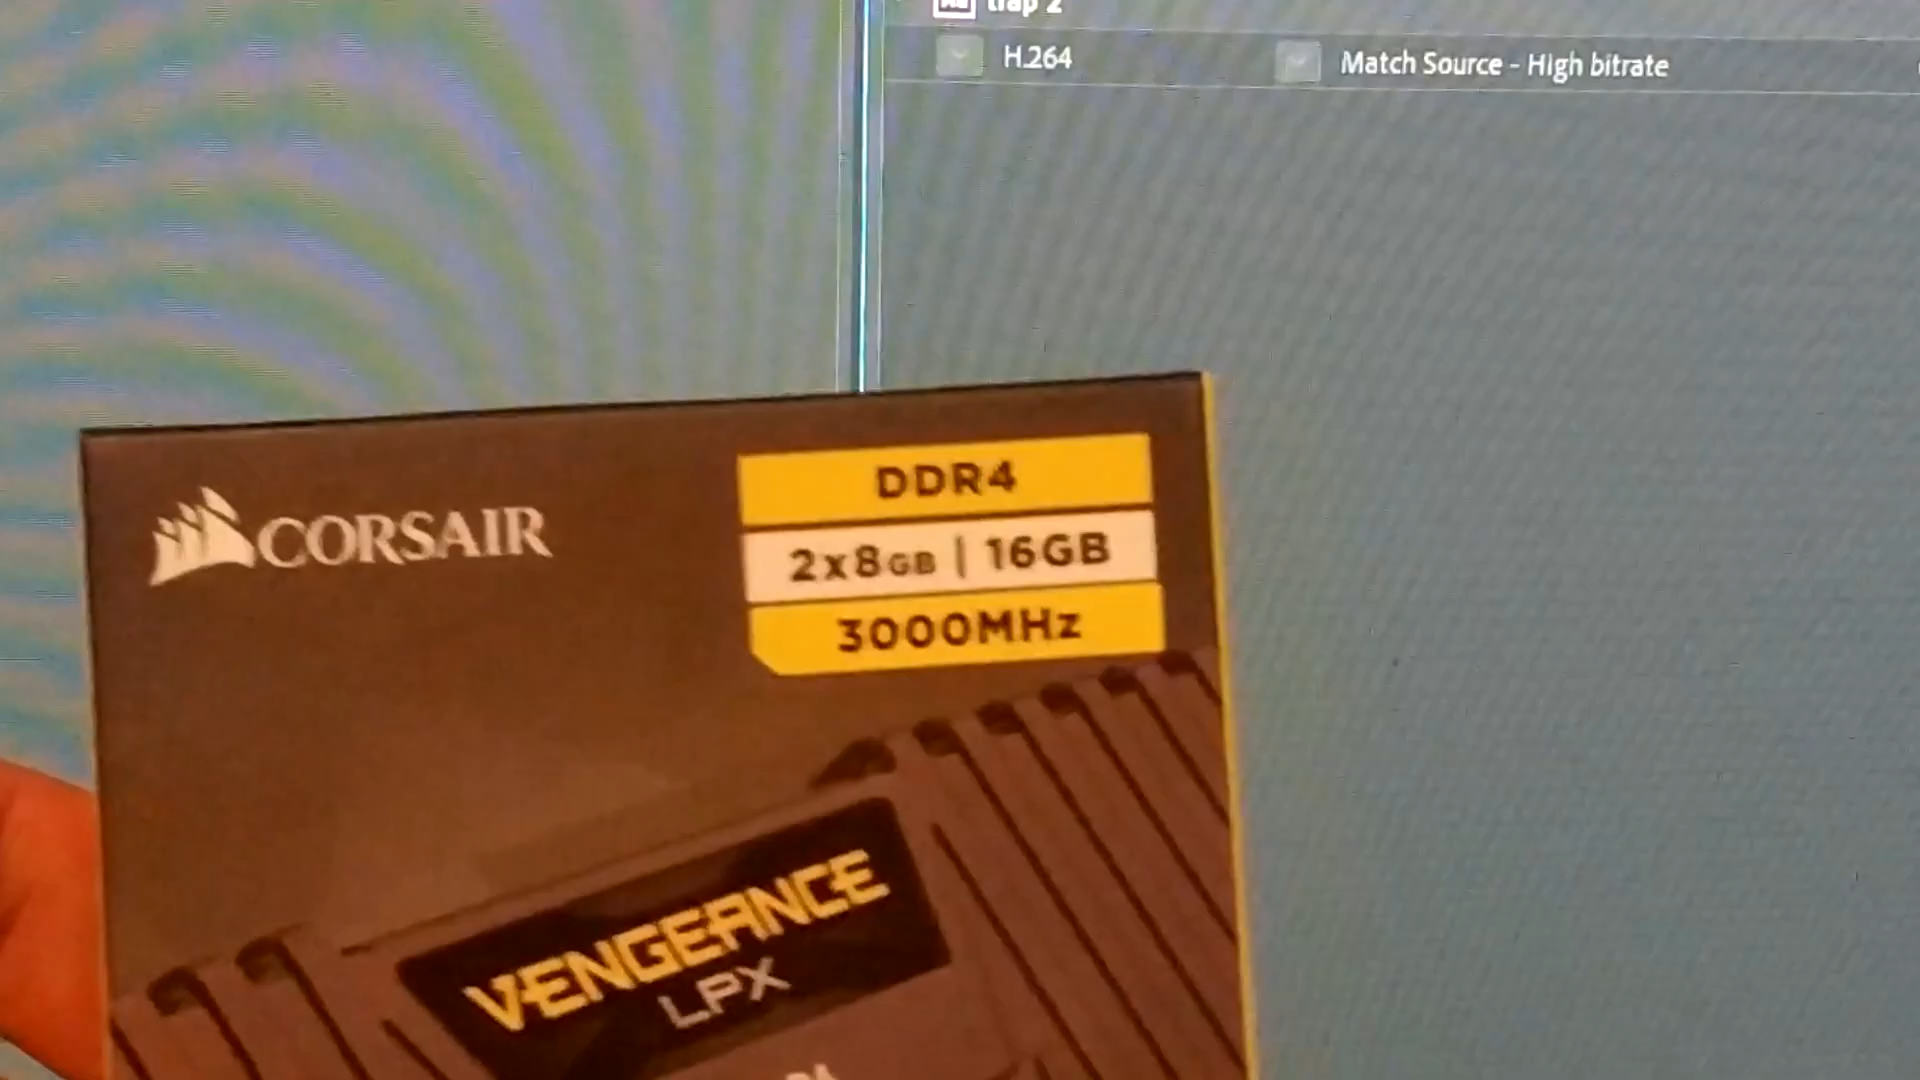 trap 2
H.264
Match Source - High bitrate
CORSAIR
DDR4
2x8GB | 16GB
3000MHz
VENGEANCE
LPX